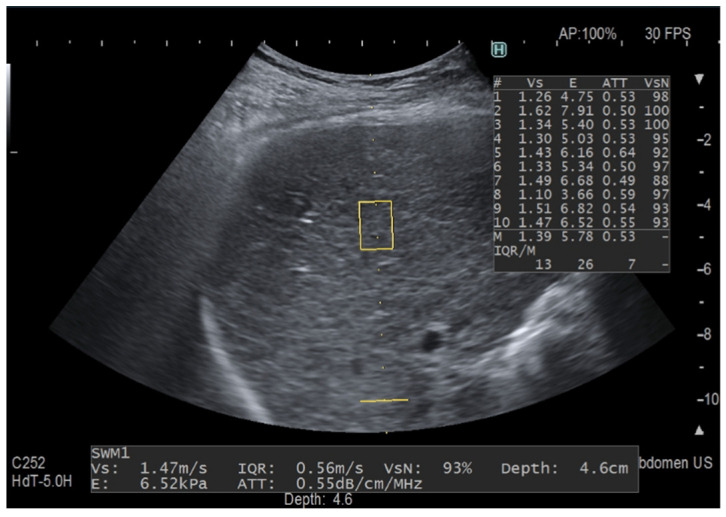 AP:100% 30 FPS
H
# Vs E ATT VsN
1 1.26 4.75 0.53 98
2 1.62 7.91 0.50 100
3 1.34 5.40 0.53 100
4 1.30 5.03 0.53 95
5 1.43 6.16 0.64 92
6 1.33 5.34 0.50 97
7 1.49 6.68 0.49 88
8 1.10 3.66 0.59 97
9 1.51 6.82 0.54 93
10 1.47 6.52 0.55 93
M 1.39 5.78 0.53 -
IQR/M
13 26 7 -
-2
-4
-6
-8
-10
C252
HdT-5.0H
SWM1
Vs: 1.47m/s IQR: 0.56m/s VsN: 93% Depth: 4.6cm
E: 6.52kPa ATT: 0.55dB/cm/MHz
bdomen US
Depth: 4.6